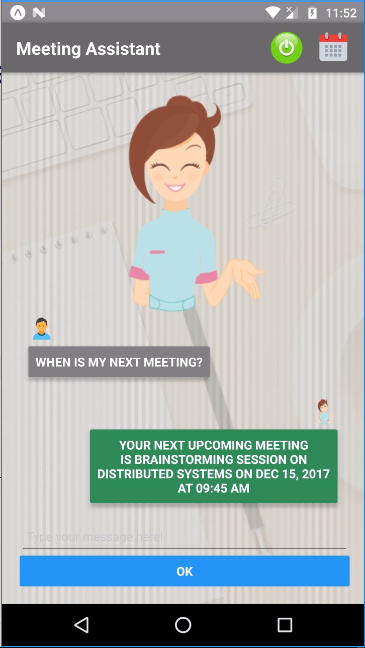 11:52
Meeting Assistant
WHEN IS MY NEXT MEETING?
YOUR NEXT UPCOMING MEETING
IS BRAINSTORMING SESSION ON
DISTRIBUTED SYSTEMS ON DEC 15, 2017
AT 09:45 AM
Type your message here!
OK